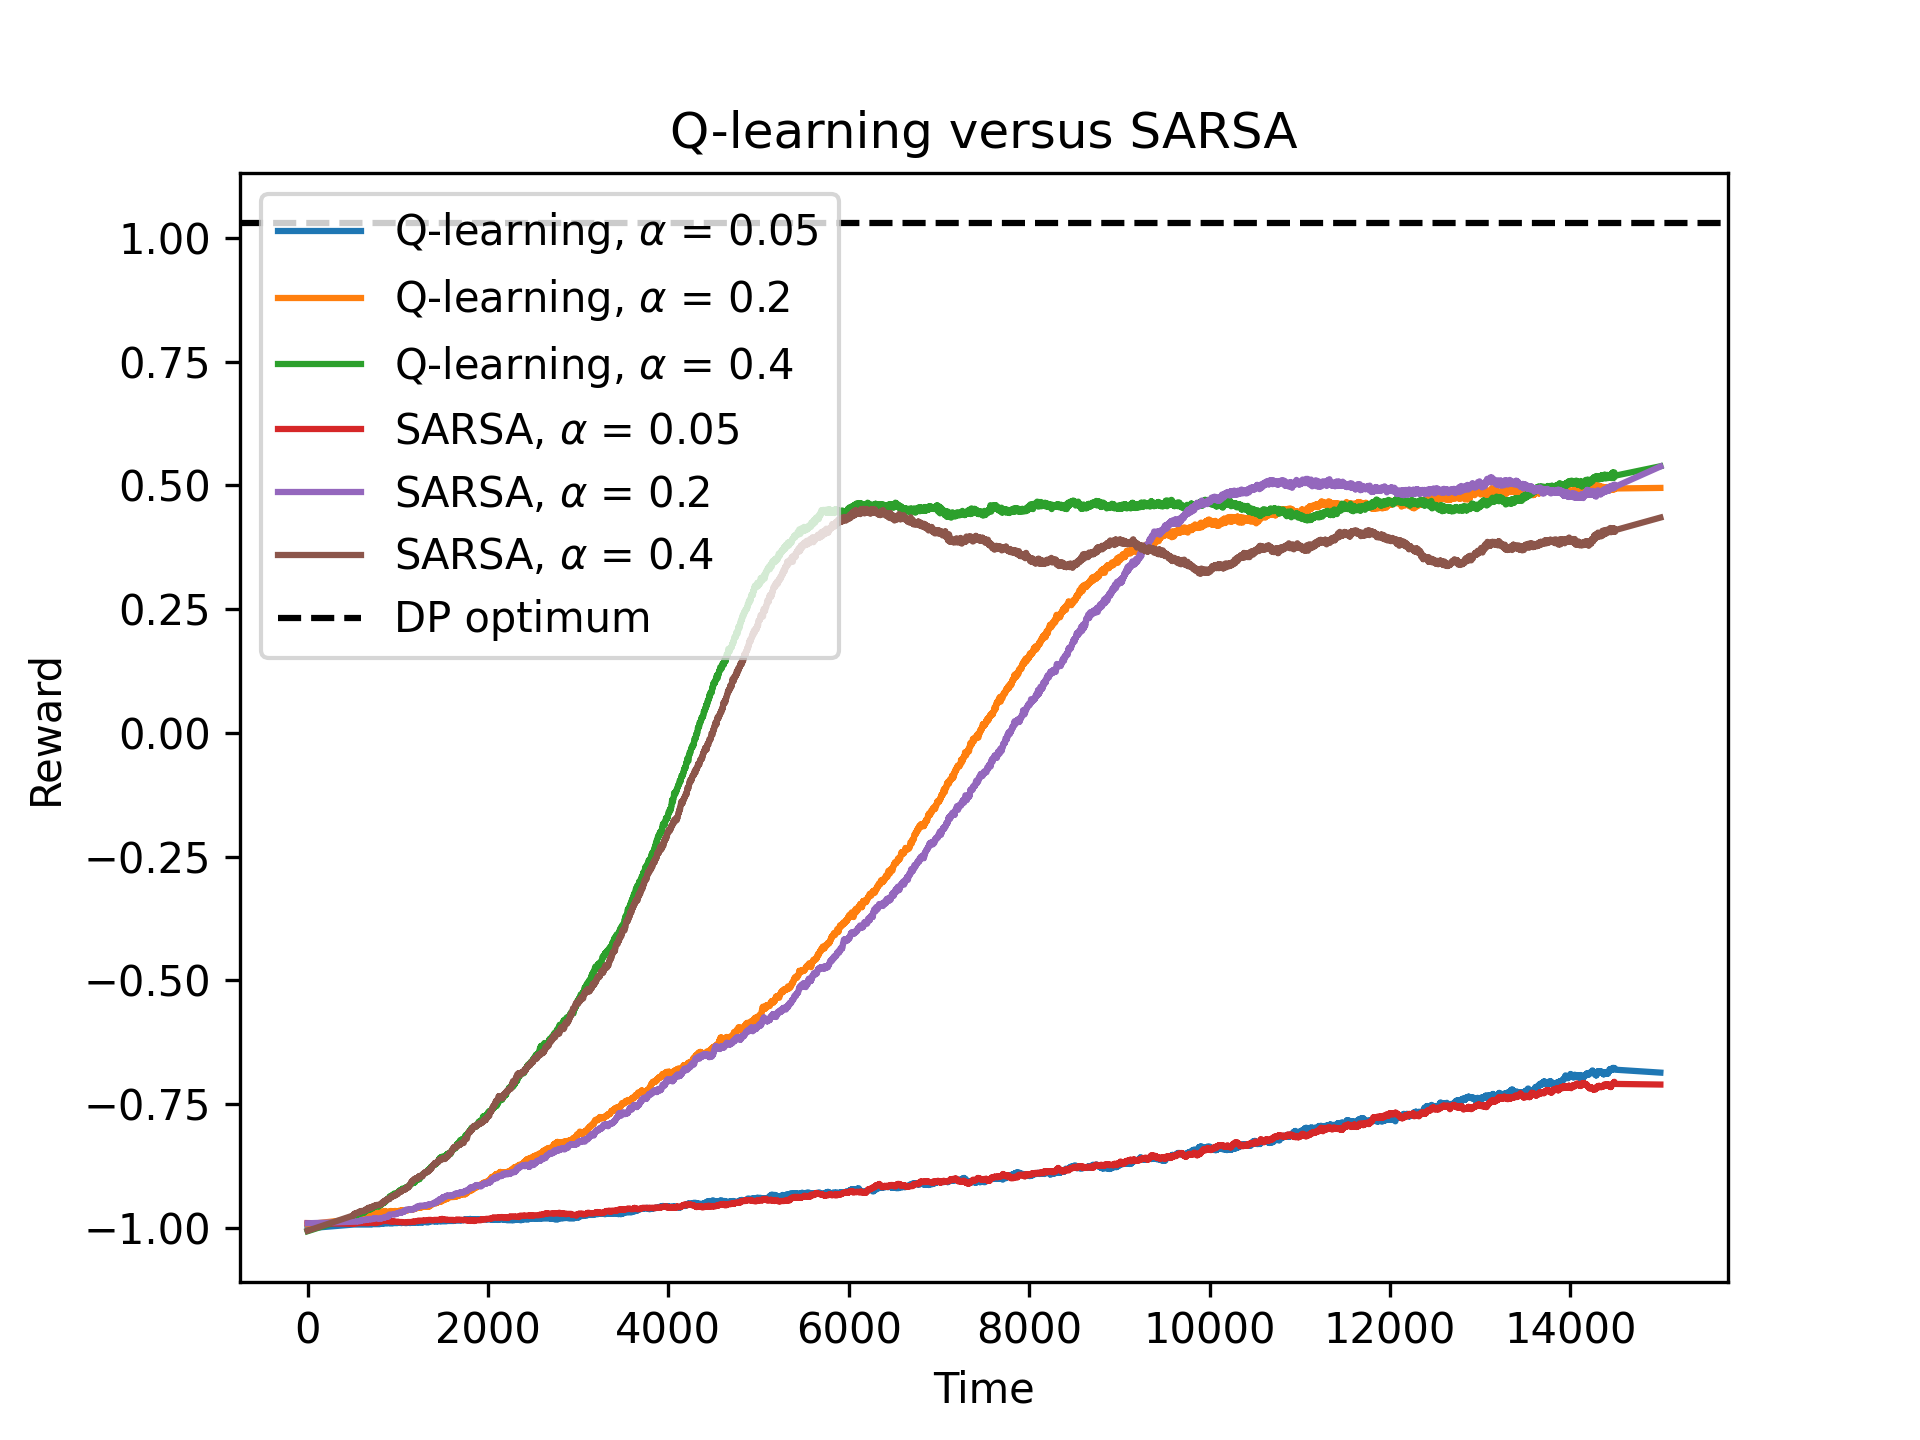 Q-learning versus SARSA
Q-learning, α = 0.05
Q-learning, α = 0.2
Q-learning, α = 0.4
SARSA, α = 0.05
SARSA, α = 0.2
SARSA, α = 0.4
DP optimum
1.00
0.75
0.50
0.25
0.00
−0.25
−0.50
−0.75
−1.00
Reward
0 2000 4000 6000 8000 10000 12000 14000
Time